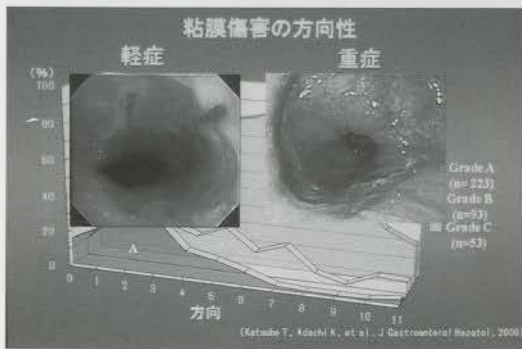 粘膜傷害の方向性
軽症 重症
(%)
100
80
60
40
20
0
A
Grade A
(n= 223)
Grade B
(n=93)
Grade C
(n=53)
0 1 2 3 4 5 6 7 8 9 10 11
方向
(Katsube T, Adachi K, et al. J Gastroenterol Hepatol, 2006)